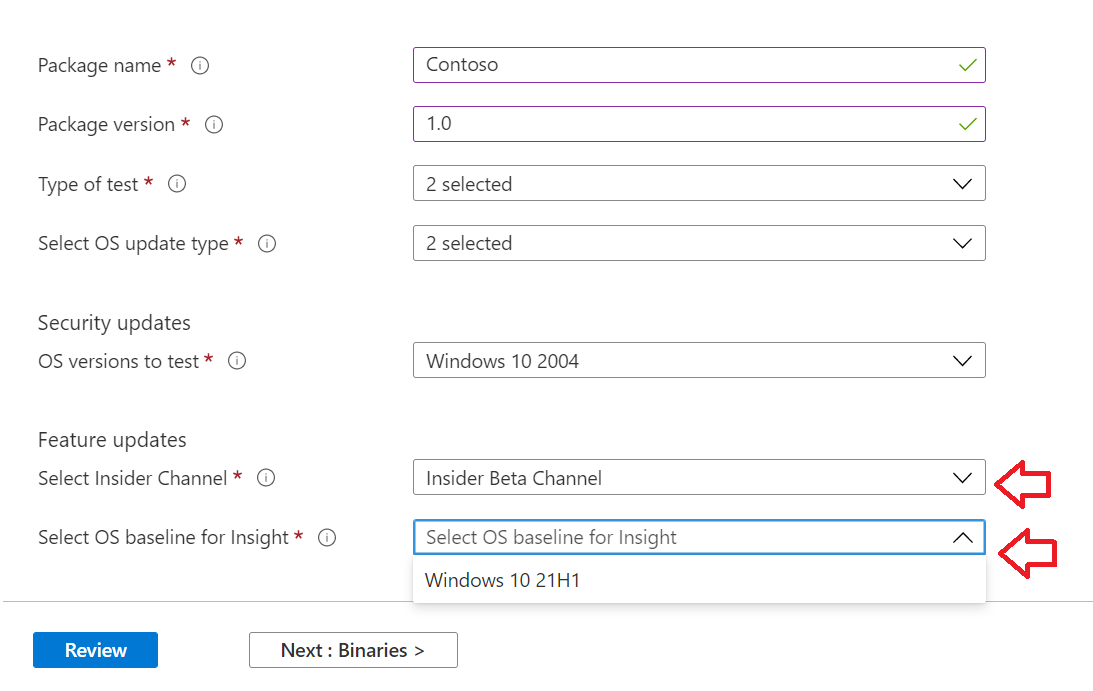 Package name * Contoso
Package version * 1.0
Type of test * 2 selected
Select OS update type * 2 selected
Security updates
OS versions to test * Windows 10 2004
Feature updates
Select Insider Channel * Insider Beta Channel
Select OS baseline for Insight * Select OS baseline for Insight
Windows 10 21H1
Review Next : Binaries >